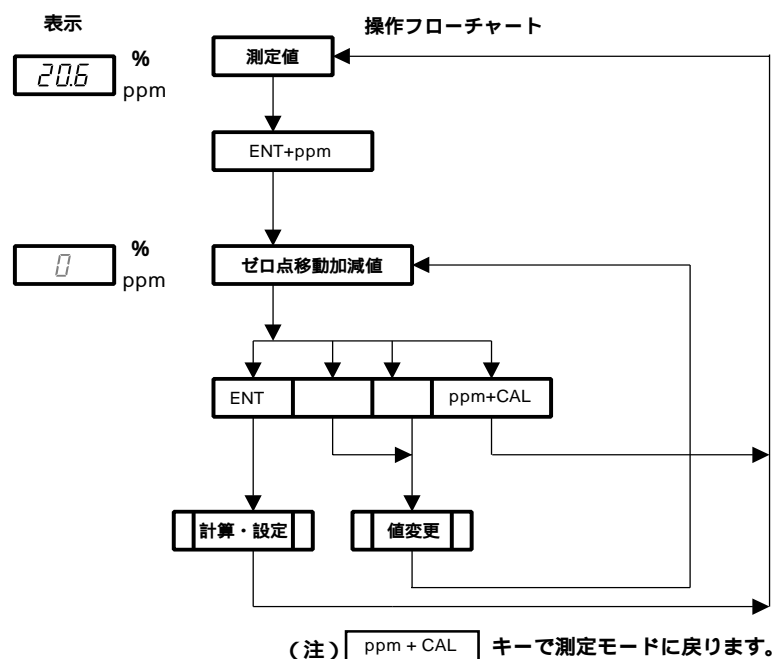 表示
操作フローチャート
20.6
%
ppm
測定値
ENT+ppm
0
%
ppm
ゼロ点移動加減値
ENT
ppm+CAL
計算・設定
値変更
(注) ppm + CAL キーで測定モードに戻ります。